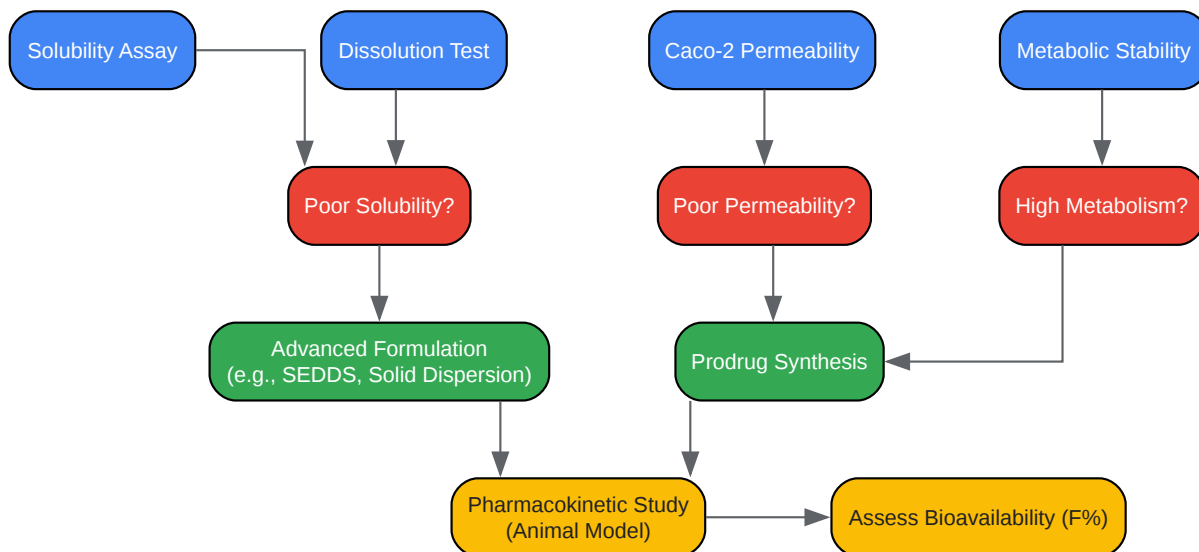 Solubility Assay
Dissolution Test
Caco-2 Permeability
Metabolic Stability
Poor Solubility?
Poor Permeability?
High Metabolism?
Advanced Formulation
(e.g., SEDDS, Solid Dispersion)
Prodrug Synthesis
Pharmacokinetic Study
(Animal Model)
Assess Bioavailability (F%)